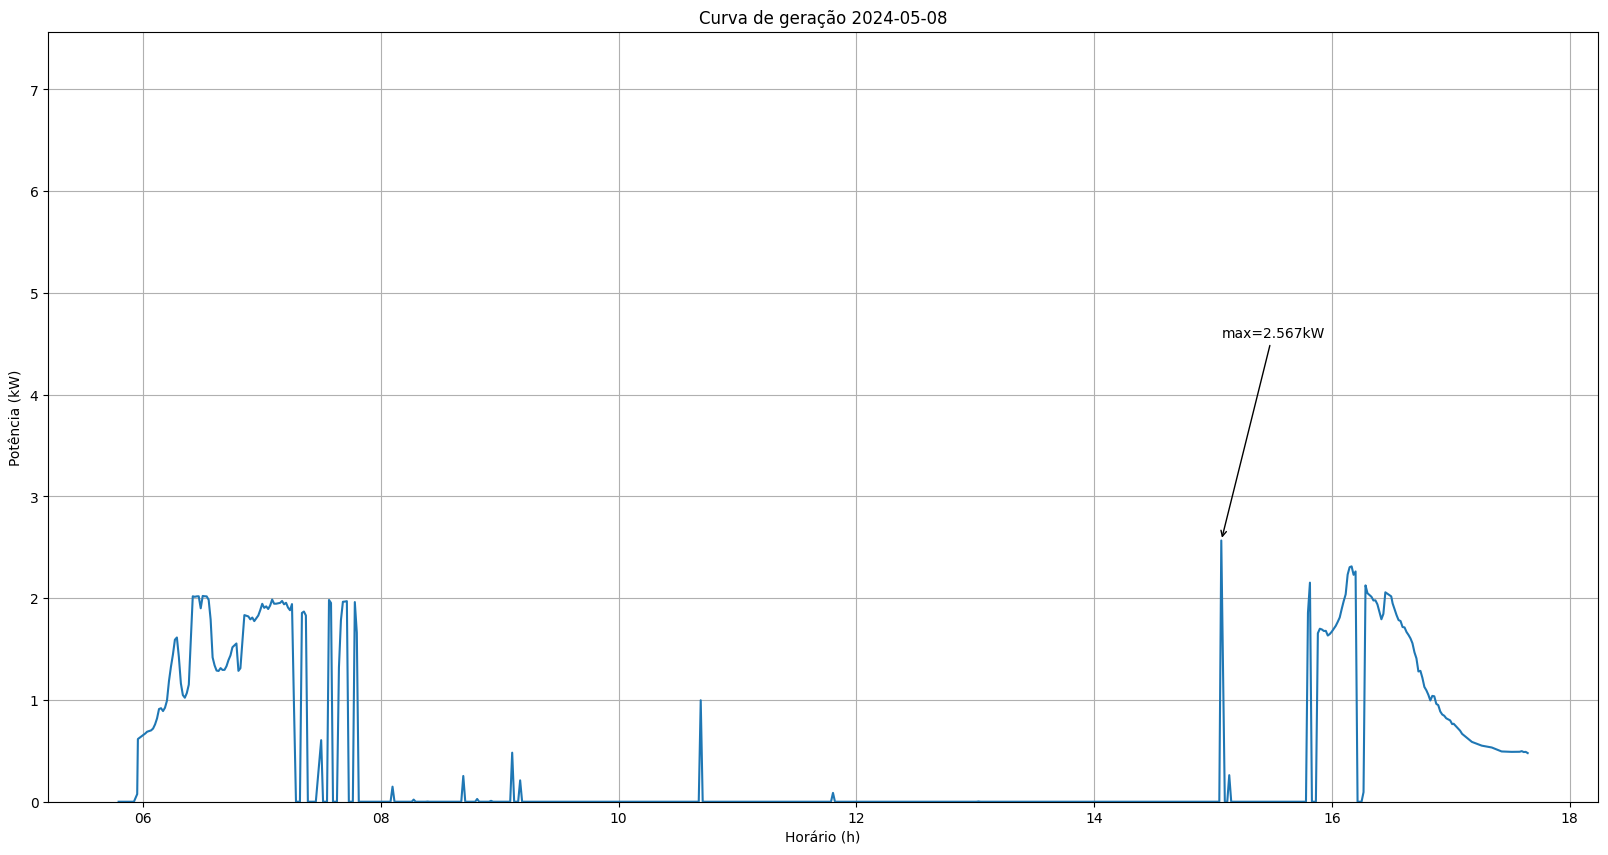 Curva de geração 2024-05-08
7
6
5
4
3
2
1
0
Potência (kW)
max=2.567kW
06 08 10 12 14 16 18
Horário (h)